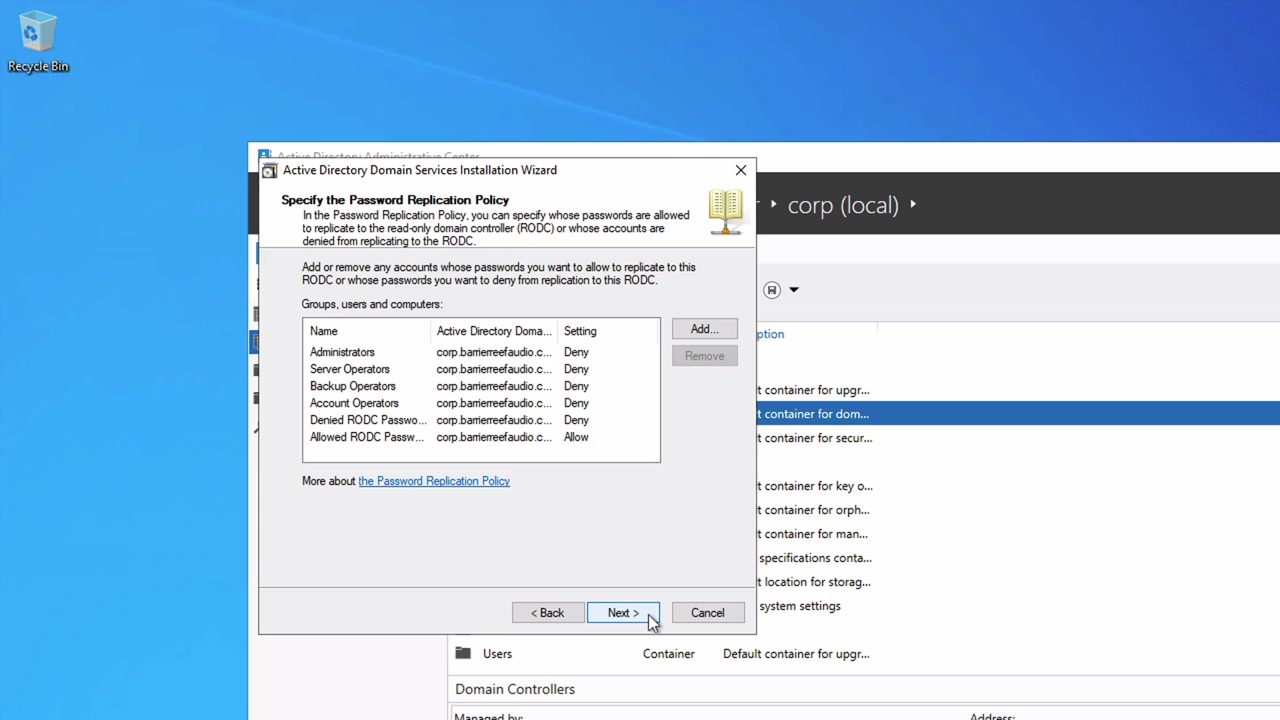 Recycle Bin
Active Directory Administrative Center
Active Directory Domain Services Installation Wizard
Specify the Password Replication Policy
In the Password Replication Policy, you can specify whose passwords are allowed
to replicate to the read-only domain controller (RODC) or whose accounts are
denied from replicating to the RODC.
corp (local)
Add or remove any accounts whose passwords you want to allow to replicate to this
RODC or whose passwords you want to deny from replication to this RODC.
Groups, users and computers:
Name Active Directory Doma... Setting
Administrators corp.barrierreefaudio.c... Deny
Server Operators corp.barrierreefaudio.c... Deny
Backup Operators corp.barrierreefaudio.c... Deny
Account Operators corp.barrierreefaudio.c... Deny
Denied RODC Passwo... corp.barrierreefaudio.c... Deny
Allowed RODC Passw... corp.barrierreefaudio.c... Allow
Add...
Remove
More about the Password Replication Policy
< Back
Next >
Cancel
ption
t container for upgr...
t container for dom...
t container for secur...
t container for key o...
t container for orph...
t container for man...
specifications conta...
t location for storag...
system settings
Users Container Default container for upgr...
Domain Controllers
Managed by: Address: